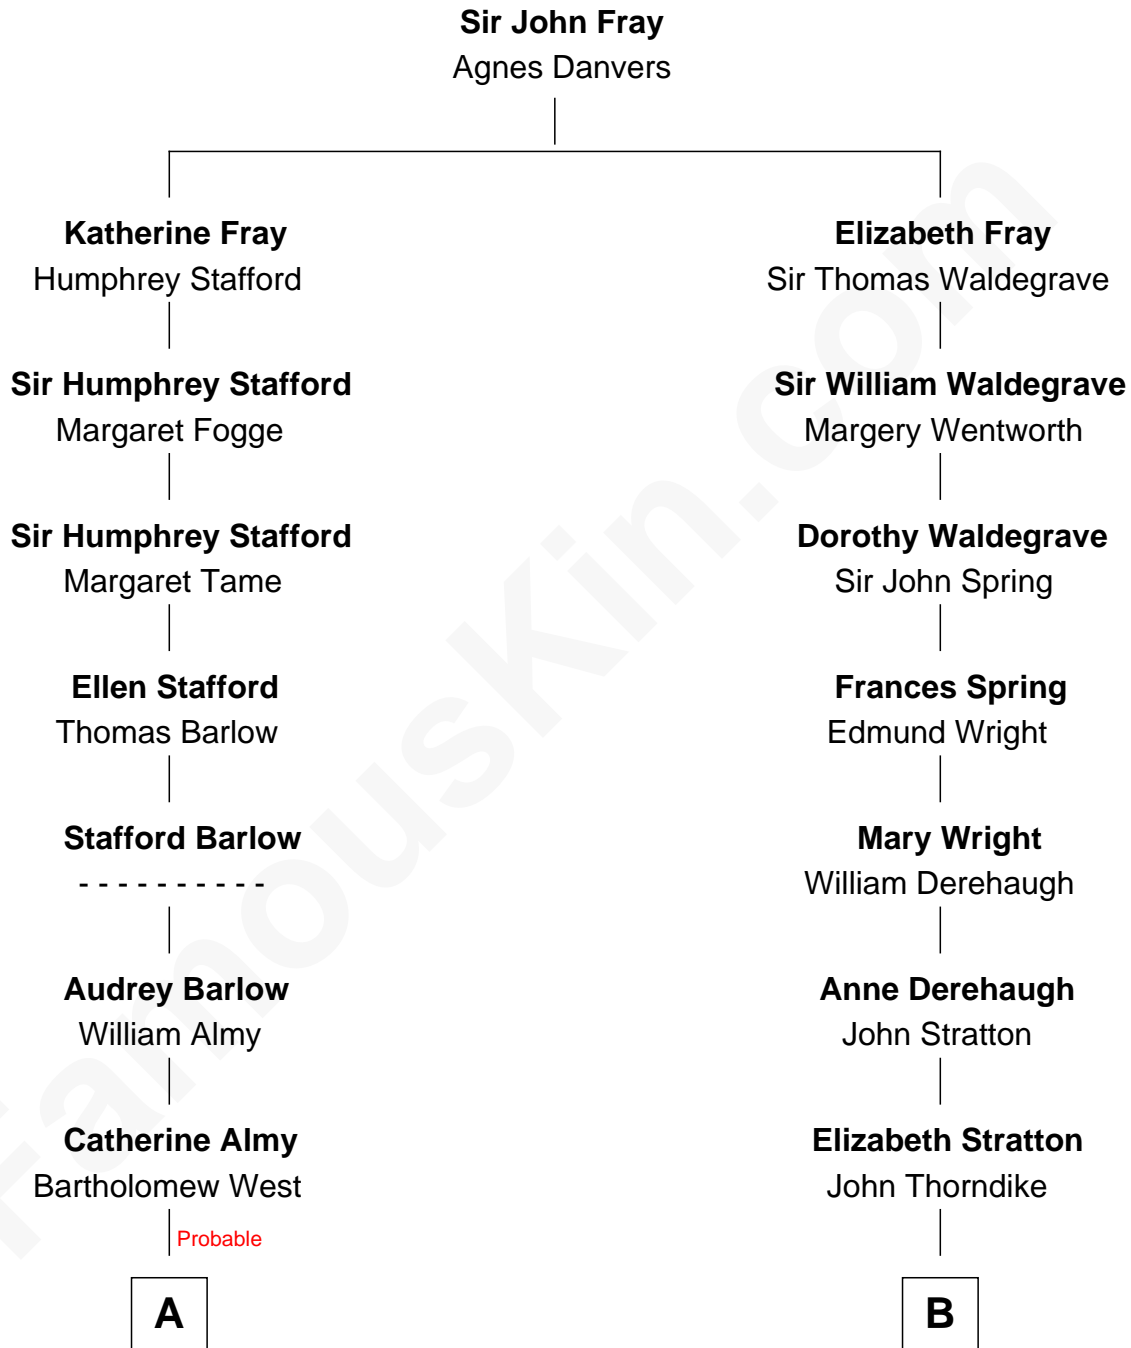 Sir John Fray
Agnes Danvers
Katherine Fray
Humphrey Stafford
Elizabeth Fray
Sir Thomas Waldegrave
Sir Humphrey Stafford
Margaret Fogge
Sir William Waldegrave
Margery Wentworth
Sir Humphrey Stafford
Margaret Tame
Dorothy Waldegrave
Sir John Spring
Ellen Stafford
Thomas Barlow
Frances Spring
Edmund Wright
Stafford Barlow
- - - - - - - - - -
Mary Wright
William Derehaugh
Audrey Barlow
William Almy
Anne Derehaugh
John Stratton
Catherine Almy
Bartholomew West
Elizabeth Stratton
John Thorndike
Probable
A
B
FamousKin.com